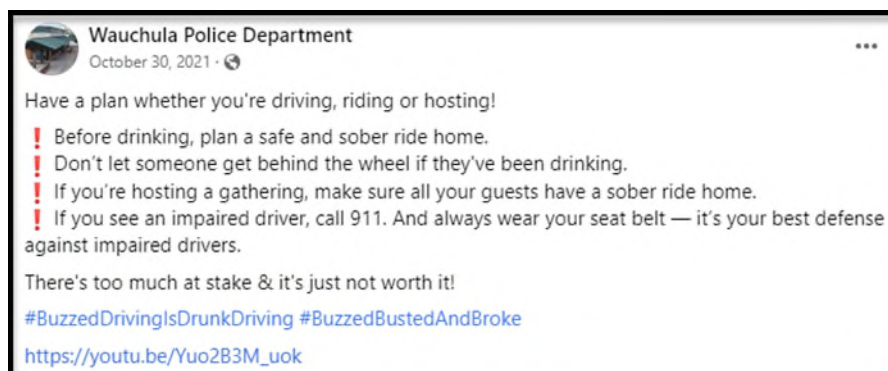 Wauchula Police Department
October 30, 2021 ·
Have a plan whether you're driving, riding or hosting!
❗ Before drinking, plan a safe and sober ride home.
❗ Don't let someone get behind the wheel if they've been drinking.
❗ If you're hosting a gathering, make sure all your guests have a sober ride home.
❗ If you see an impaired driver, call 911. And always wear your seat belt — it's your best defense
against impaired drivers.
There's too much at stake & it's just not worth it!
#BuzzedDrivingIsDrunkDriving #BuzzedBustedAndBroke
https://youtu.be/Yuo2B3M_uok